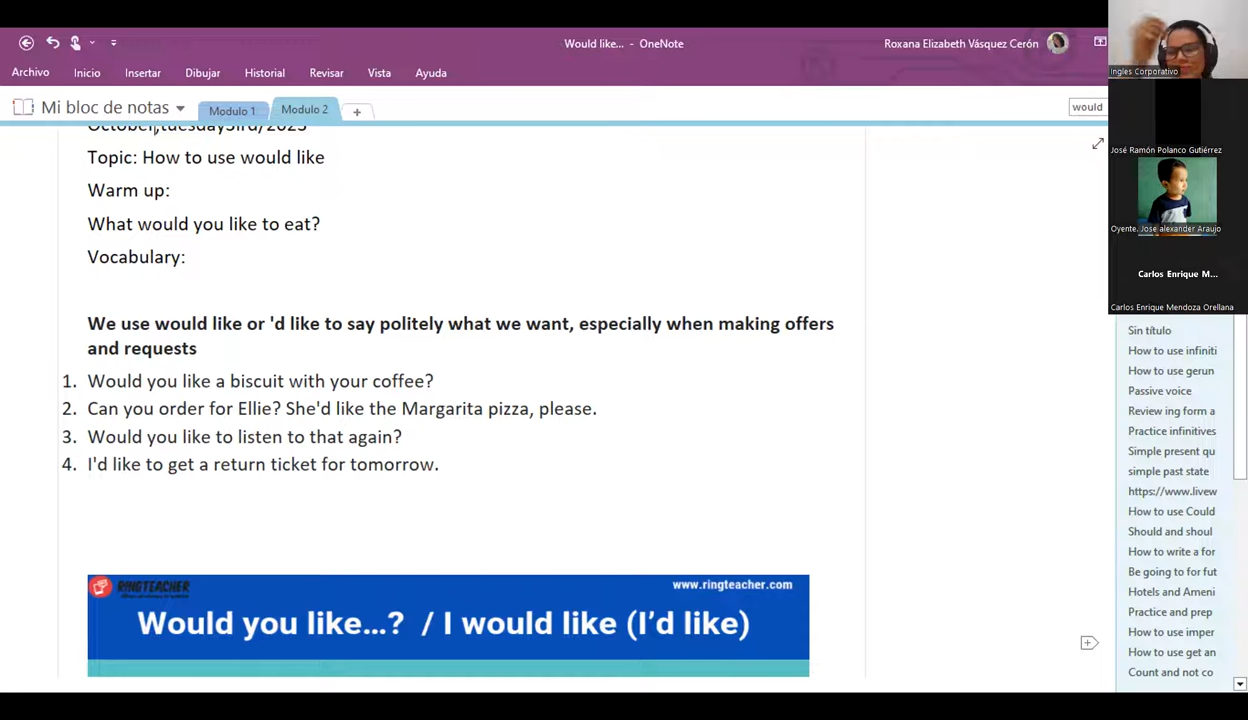 Would like... - OneNote
Roxana Elizabeth Vásquez Cerón
Archivo Inicio Insertar Dibujar Historial Revisar Vista Ayuda
Mi bloc de notas
Modulo 1
Modulo 2
would
October,tuesday3rd/2023
Topic: How to use would like
Warm up:
What would you like to eat?
Vocabulary:
We use would like or 'd like to say politely what we want, especially when making offers
and requests
1. Would you like a biscuit with your coffee?
2. Can you order for Ellie? She'd like the Margarita pizza, please.
3. Would you like to listen to that again?
4. I'd like to get a return ticket for tomorrow.
RINGTEACHER
www.ringteacher.com
Would you like...? / I would like (I'd like)
Ingles Corporativo
José Ramón Polanco Gutiérrez
Oyente. Jose alexander Araujo
Carlos Enrique M...
Carlos Enrique Mendoza Orellana
Sin título
How to use infiniti
How to use gerun
Passive voice
Review ing form a
Practice infinitives
Simple present qu
simple past state
https://www.livew
How to use Could
Should and shoul
How to write a for
Be going to for fut
Hotels and Ameni
Practice and prep
How to use imper
How to use get an
Count and not co